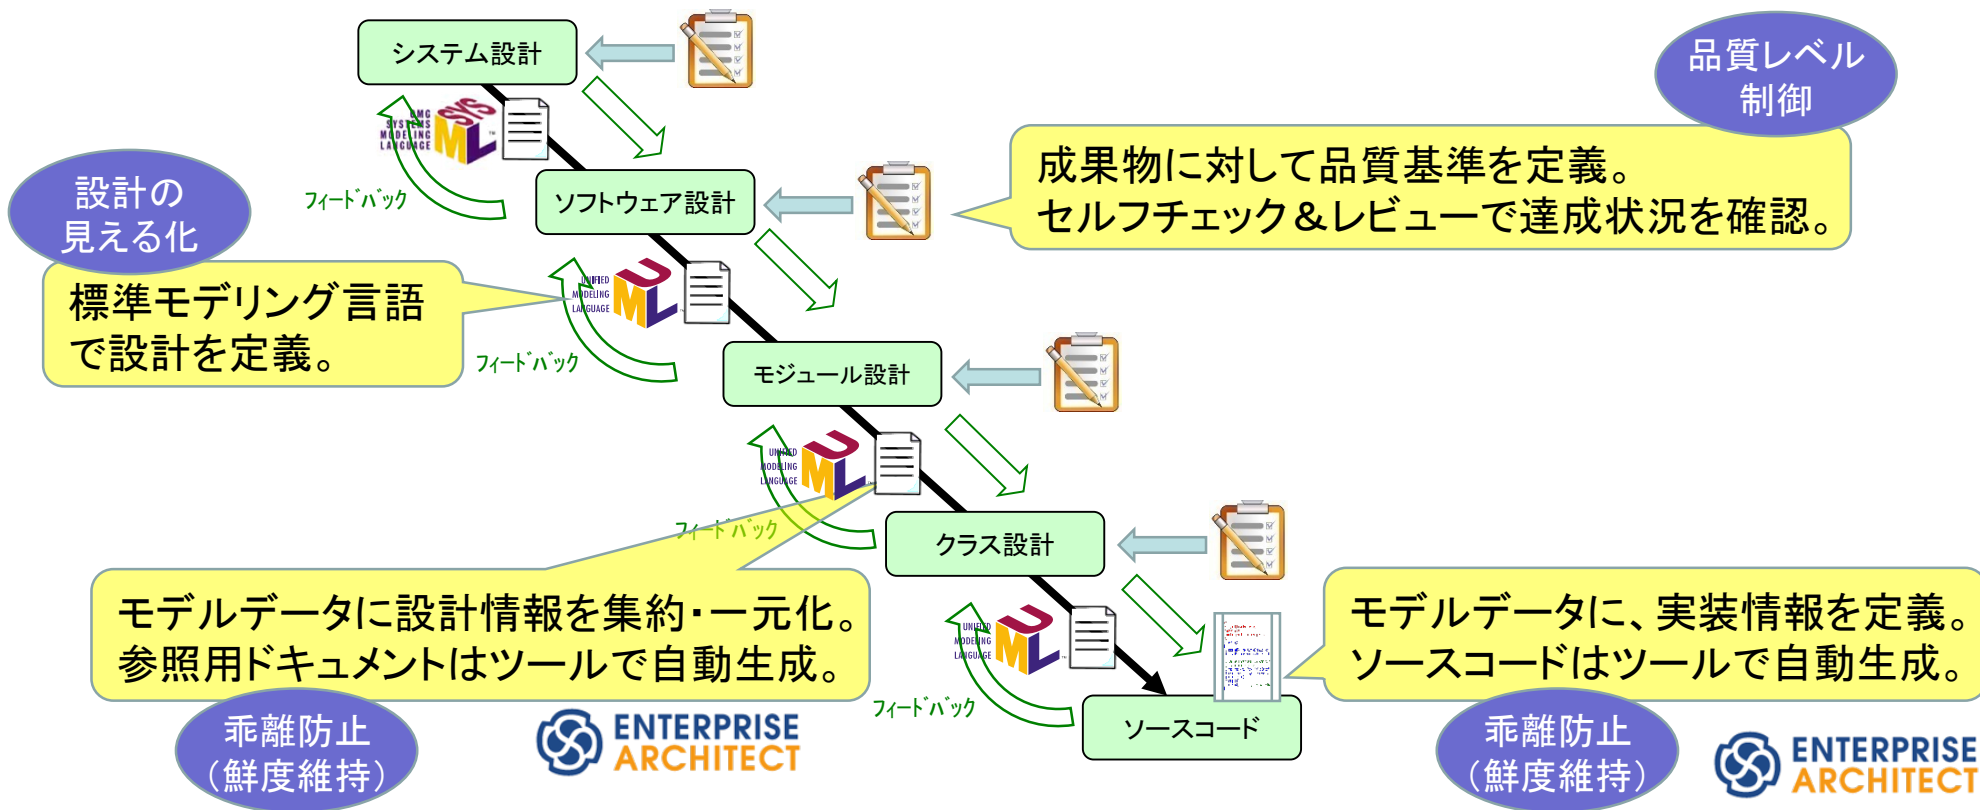 システム設計
品質レベル
制御
OMG
SYSTEMS
MODELING
LANGUAGE
SYS
ML
成果物に対して品質基準を定義。
セルフチェック&レビューで達成状況を確認。
設計の
見える化
フィードバック
ソフトウェア設計
標準モデリング言語
で設計を定義。
UNIFIED
MODELING
LANGUAGE
UML
フィードバック
モジュール設計
UNIFIED
MODELING
LANGUAGE
UML
フィードバック
クラス設計
モデルデータに設計情報を集約・一元化。
参照用ドキュメントはツールで自動生成。
モデルデータに、実装情報を定義。
ソースコードはツールで自動生成。
UNIFIED
MODELING
LANGUAGE
UML
フィードバック
ソースコード
乖離防止
(鮮度維持)
ENTERPRISE
ARCHITECT
乖離防止
(鮮度維持)
ENTERPRISE
ARCHITECT